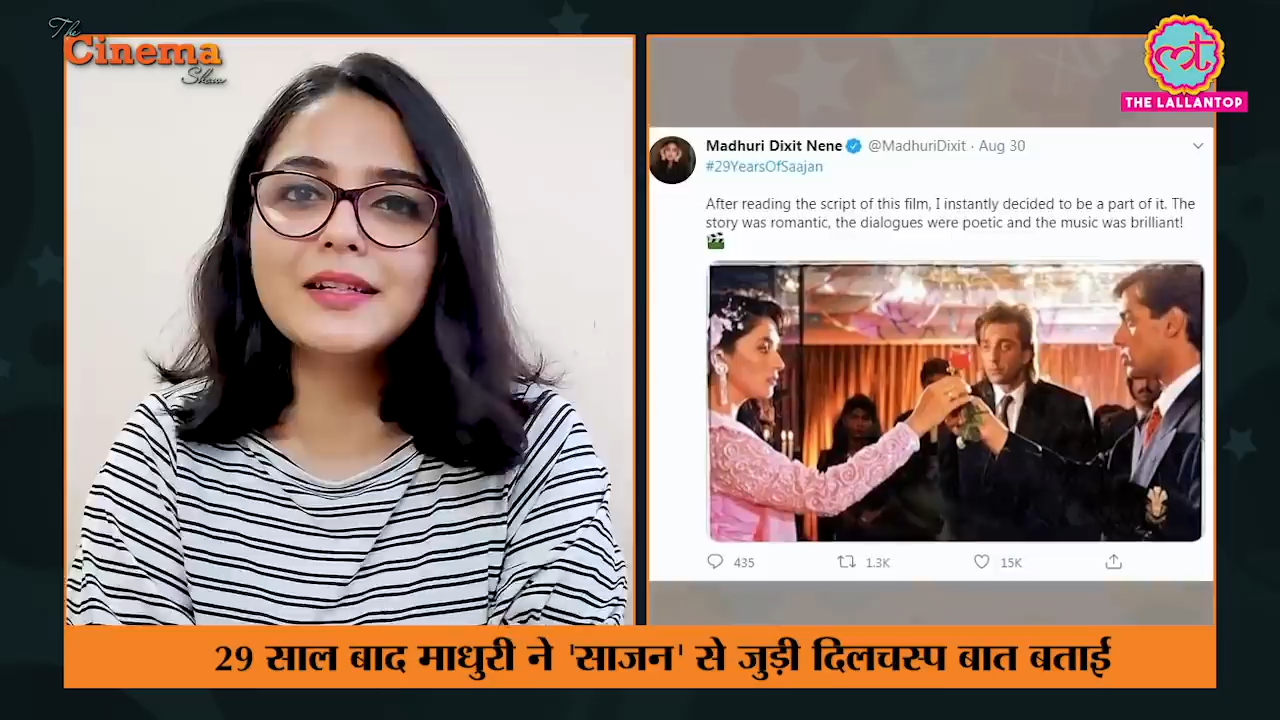 The
Cinema
Show
THE LALLANTOP
Madhuri Dixit Nene @MadhuriDixit · Aug 30
#29YearsOfSaajan
After reading the script of this film, I instantly decided to be a part of it. The
story was romantic, the dialogues were poetic and the music was brilliant!
435 1.3K 15K
29 साल बाद माधुरी ने 'साजन' से जुड़ी दिलचस्प बात बताई